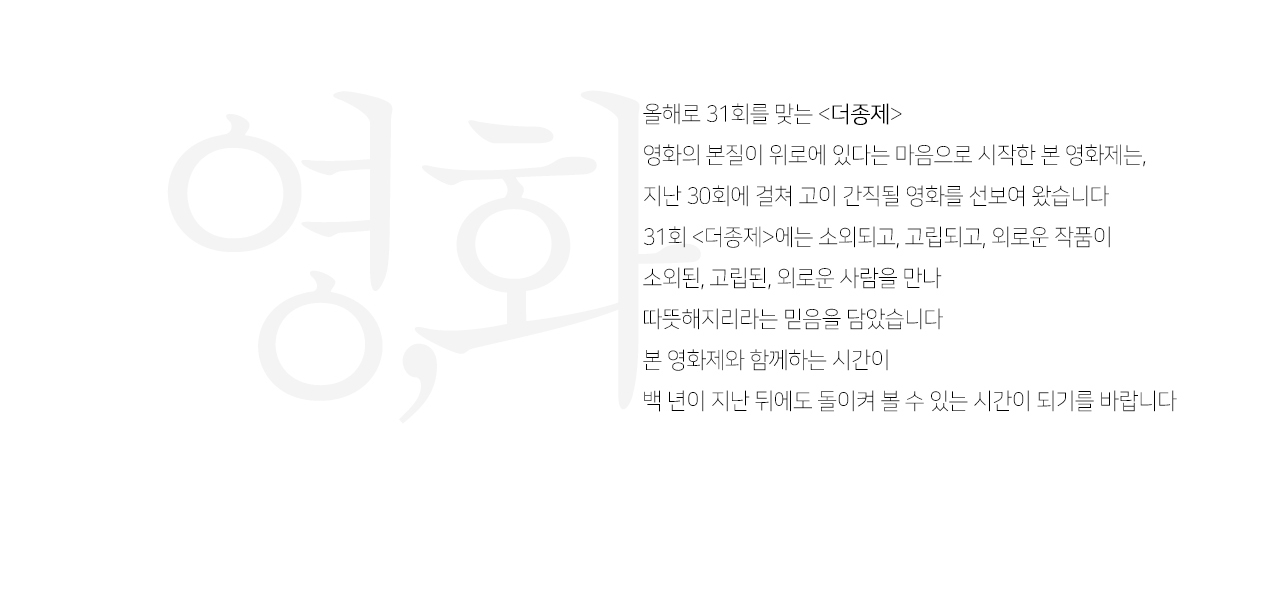 영,화
올해로 31회를 맞는 <더종제>
영화의 본질이 위로에 있다는 마음으로 시작한 본 영화제는,
지난 30회에 걸쳐 고이 간직될 영화를 선보여 왔습니다
31회 <더종제>에는 소외되고, 고립되고, 외로운 작품이
소외된, 고립된, 외로운 사람을 만나
따뜻해지리라는 믿음을 담았습니다
본 영화제와 함께하는 시간이
백 년이 지난 뒤에도 돌이켜 볼 수 있는 시간이 되기를 바랍니다